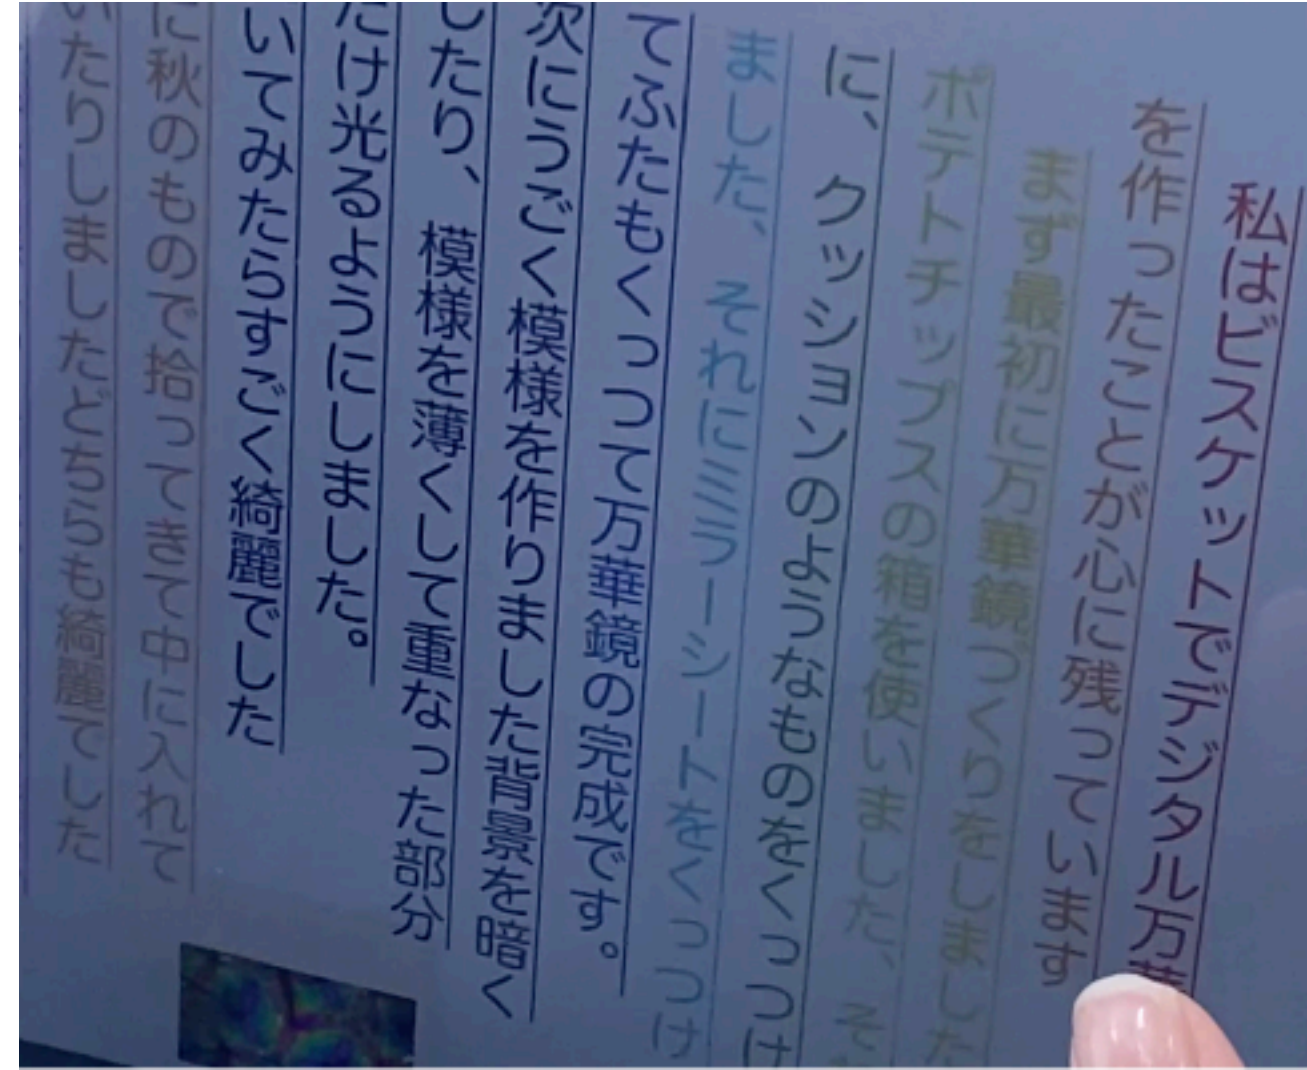 私はビスケットでデジタル万華
を作ったことが心に残っています
まず最初に万華鏡づくりをしました
ポテトチップスの箱を使いました、そ
に、クッションのようなものをくっつけ
ました、それにミラーシートをくっつけ
てふたもくっつて万華鏡の完成です。
次にうごく模様を作りました背景を暗く
したり、模様を薄くして重なった部分
だけ光るようにしました。
いてみたらすごく綺麗でした
に秋のもので拾ってきて中に入れて
いたりしましたどちらも綺麗でした